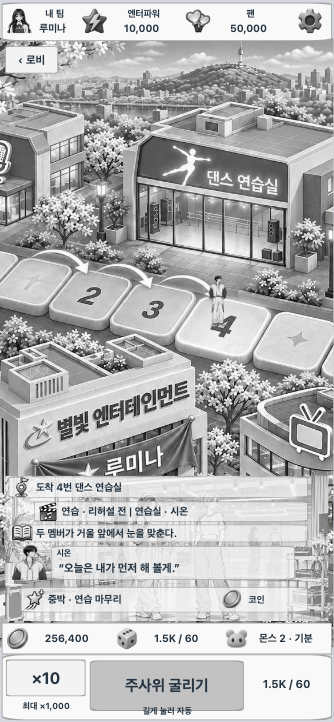 내 팀
루미나
엔터파워
10,000
팬
50,000
‹ 로비
댄스 연습실
2
3
4
별빛 엔터테인먼트
루미나
도착 4번 댄스 연습실
연습 · 리허설 전 | 연습실 · 시온
두 멤버가 거울 앞에서 눈을 맞춘다.
시온
“오늘은 내가 먼저 해 볼게.”
중박 · 연습 마무리
코인
256,400
1.5K / 60
몬스 2 · 기분
×10
최대 ×1,000
주사위 굴리기
길게 눌러 자동
1.5K / 60